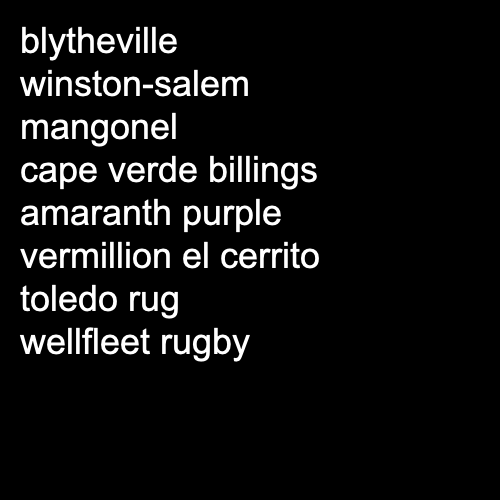 blytheville
winston-salem
mangonel
cape verde billings
amaranth purple
vermillion el cerrito
toledo rug
wellfleet rugby